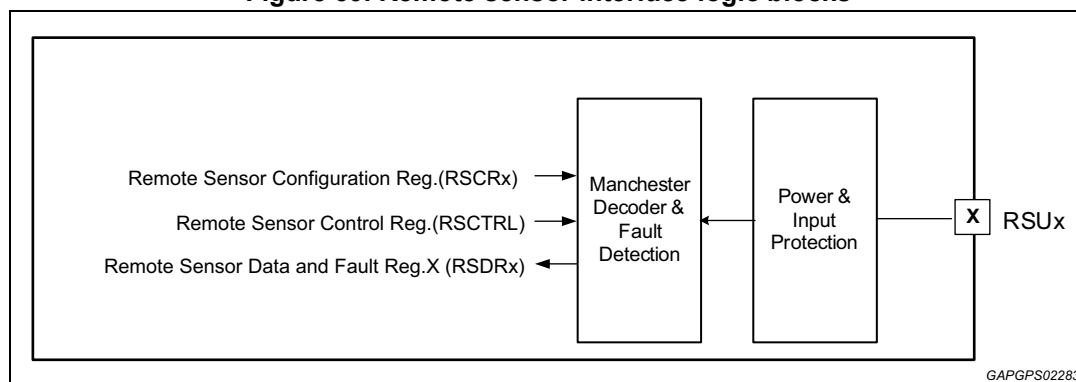 Remote Sensor Configuration Reg.(RSCRx)
Remote Sensor Control Reg.(RSCTRL)
Remote Sensor Data and Fault Reg.X (RSDRx)
Manchester
Decoder &
Fault
Detection
Power &
Input
Protection
X
RSUx
GAPGPS02283